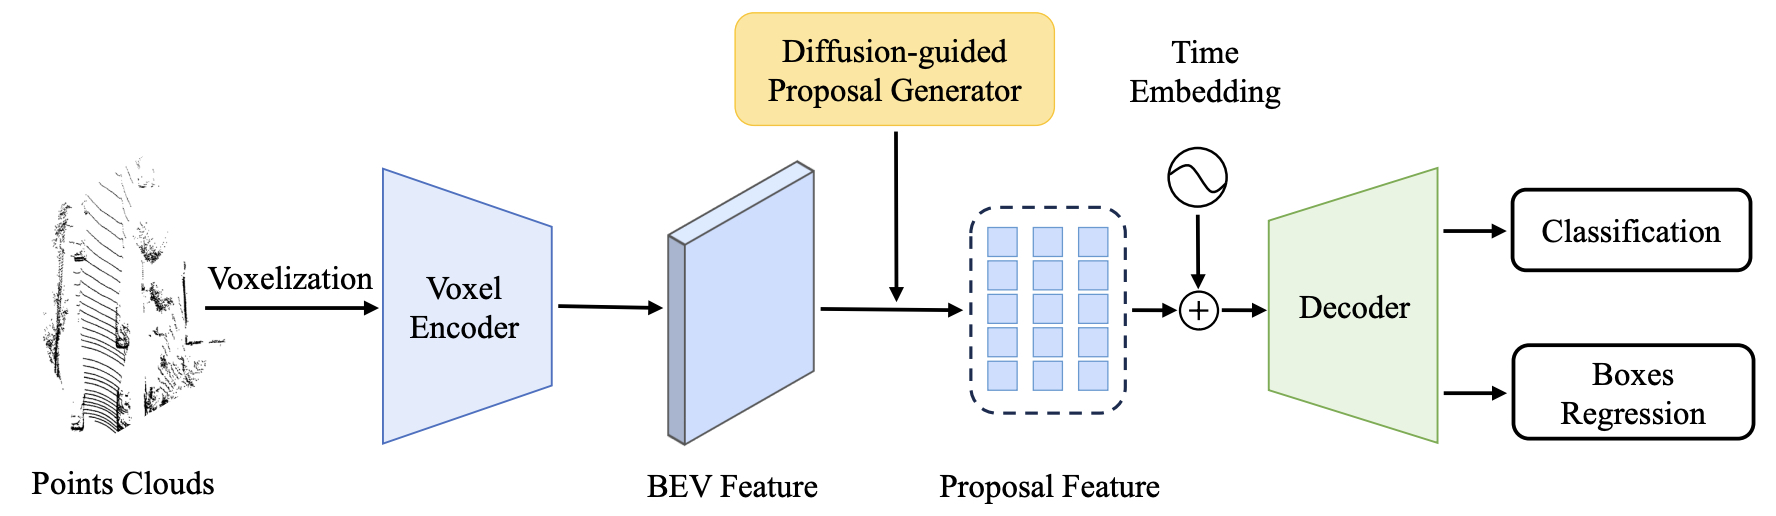 Diffusion-guided
Proposal Generator
Time
Embedding
Voxelization
Voxel
Encoder
Decoder
Classification
Boxes
Regression
Points Clouds
BEV Feature
Proposal Feature